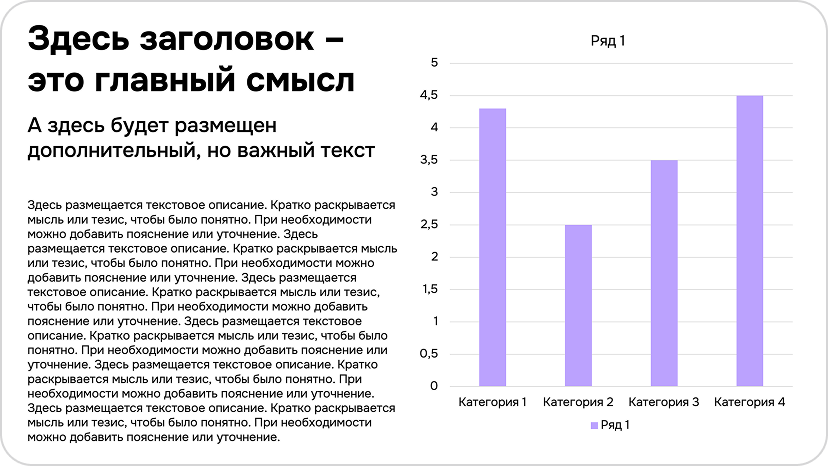 Здесь заголовок –
это главный смысл
А здесь будет размещен
дополнительный, но важный текст
Здесь размещается текстовое описание. Кратко раскрывается
мысль или тезис, чтобы было понятно. При необходимости
можно добавить пояснение или уточнение. Здесь
размещается текстовое описание. Кратко раскрывается мысль
или тезис, чтобы было понятно. При необходимости можно
добавить пояснение или уточнение. Здесь размещается
текстовое описание. Кратко раскрывается мысль или тезис,
чтобы было понятно. При необходимости можно добавить
пояснение или уточнение. Здесь размещается текстовое
описание. Кратко раскрывается мысль или тезис, чтобы было
понятно. При необходимости можно добавить пояснение или
уточнение. Здесь размещается текстовое описание. Кратко
раскрывается мысль или тезис, чтобы было понятно. При
необходимости можно добавить пояснение или уточнение.
Здесь размещается текстовое описание. Кратко раскрывается
мысль или тезис, чтобы было понятно. При необходимости
можно добавить пояснение или уточнение.
Ряд 1
5
4,5
4
3,5
3
2,5
2
1,5
1
0,5
0
Категория 1 Категория 2 Категория 3 Категория 4
Ряд 1